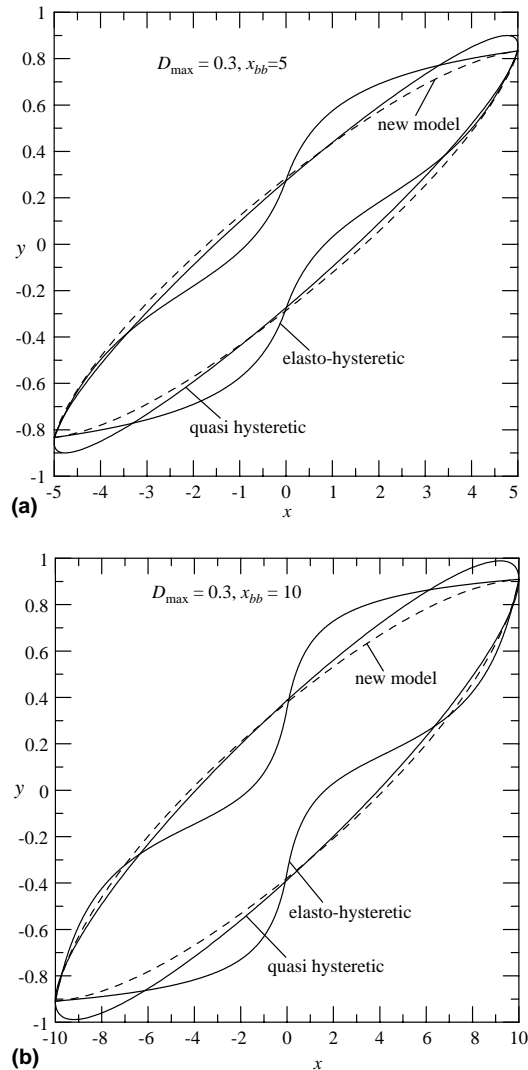 1
0.8
0.6
0.4
0.2
0
-0.2
-0.4
-0.6
-0.8
-1
y
D_max = 0.3, x_bb=5
new model
elasto-hysteretic
quasi hysteretic
-5 -4 -3 -2 -1 0 1 2 3 4 5
x
(a)
1
0.8
0.6
0.4
0.2
0
-0.2
-0.4
-0.6
-0.8
-1
y
D_max = 0.3, x_bb = 10
new model
elasto-hysteretic
quasi hysteretic
-10 -8 -6 -4 -2 0 2 4 6 8 10
x
(b)